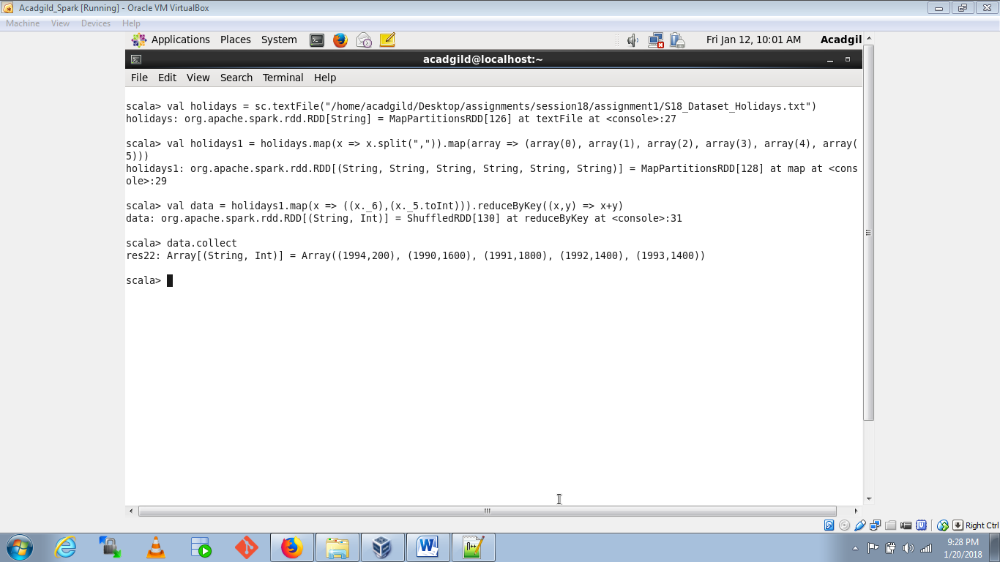 Acadgild_Spark [Running] - Oracle VM VirtualBox
Machine View Devices Help
Applications Places System Fri Jan 12, 10:01 AM Acadgil
acadgild@localhost:~
File Edit View Search Terminal Help
scala> val holidays = sc.textFile("/home/acadgild/Desktop/assignments/session18/assignment1/S18_Dataset_Holidays.txt")
holidays: org.apache.spark.rdd.RDD[String] = MapPartitionsRDD[126] at textFile at <console>:27
scala> val holidays1 = holidays.map(x => x.split(",")).map(array => (array(0), array(1), array(2), array(3), array(4), array(
5)))
holidays1: org.apache.spark.rdd.RDD[(String, String, String, String, String, String)] = MapPartitionsRDD[128] at map at <cons
ole>:29
scala> val data = holidays1.map(x => ((x._6),(x._5.toInt))).reduceByKey((x,y) => x+y)
data: org.apache.spark.rdd.RDD[(String, Int)] = ShuffledRDD[130] at reduceByKey at <console>:31
scala> data.collect
res22: Array[(String, Int)] = Array((1994,200), (1990,1600), (1991,1800), (1992,1400), (1993,1400))
scala>
Right Ctrl
9:28 PM
1/20/2018